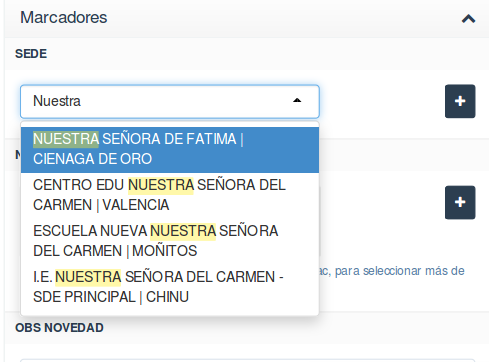 Marcadores
SEDE
Nuestra
+
NUESTRA SEÑORA DE FATIMA |
CIENAGA DE ORO
CENTRO EDU NUESTRA SEÑORA DEL
CARMEN | VALENCIA
+
ESCUELA NUEVA NUESTRA SEÑORA
DEL CARMEN | MOÑITOS
ac, para seleccionar más de
I.E. NUESTRA SEÑORA DEL CARMEN -
SDE PRINCIPAL | CHINU
OBS NOVEDAD